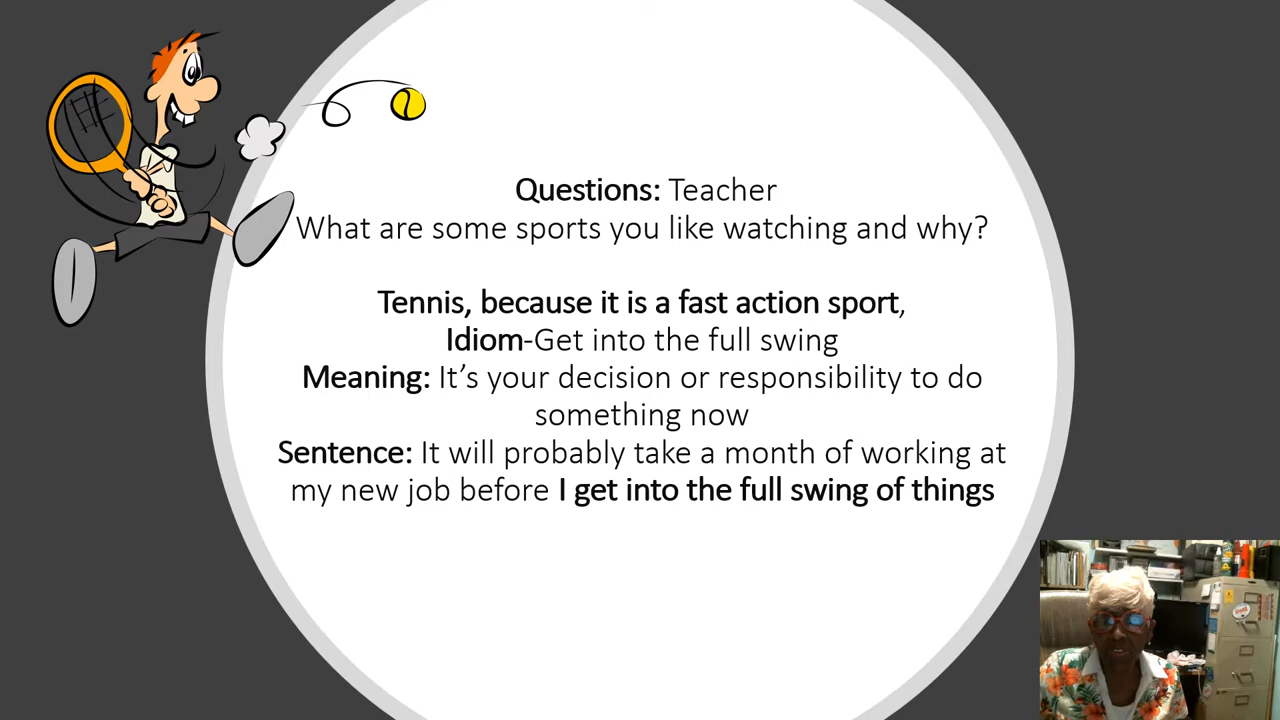 Questions: Teacher
What are some sports you like watching and why?
Tennis, because it is a fast action sport,
Idiom-Get into the full swing
Meaning: It’s your decision or responsibility to do
something now
Sentence: It will probably take a month of working at
my new job before I get into the full swing of things